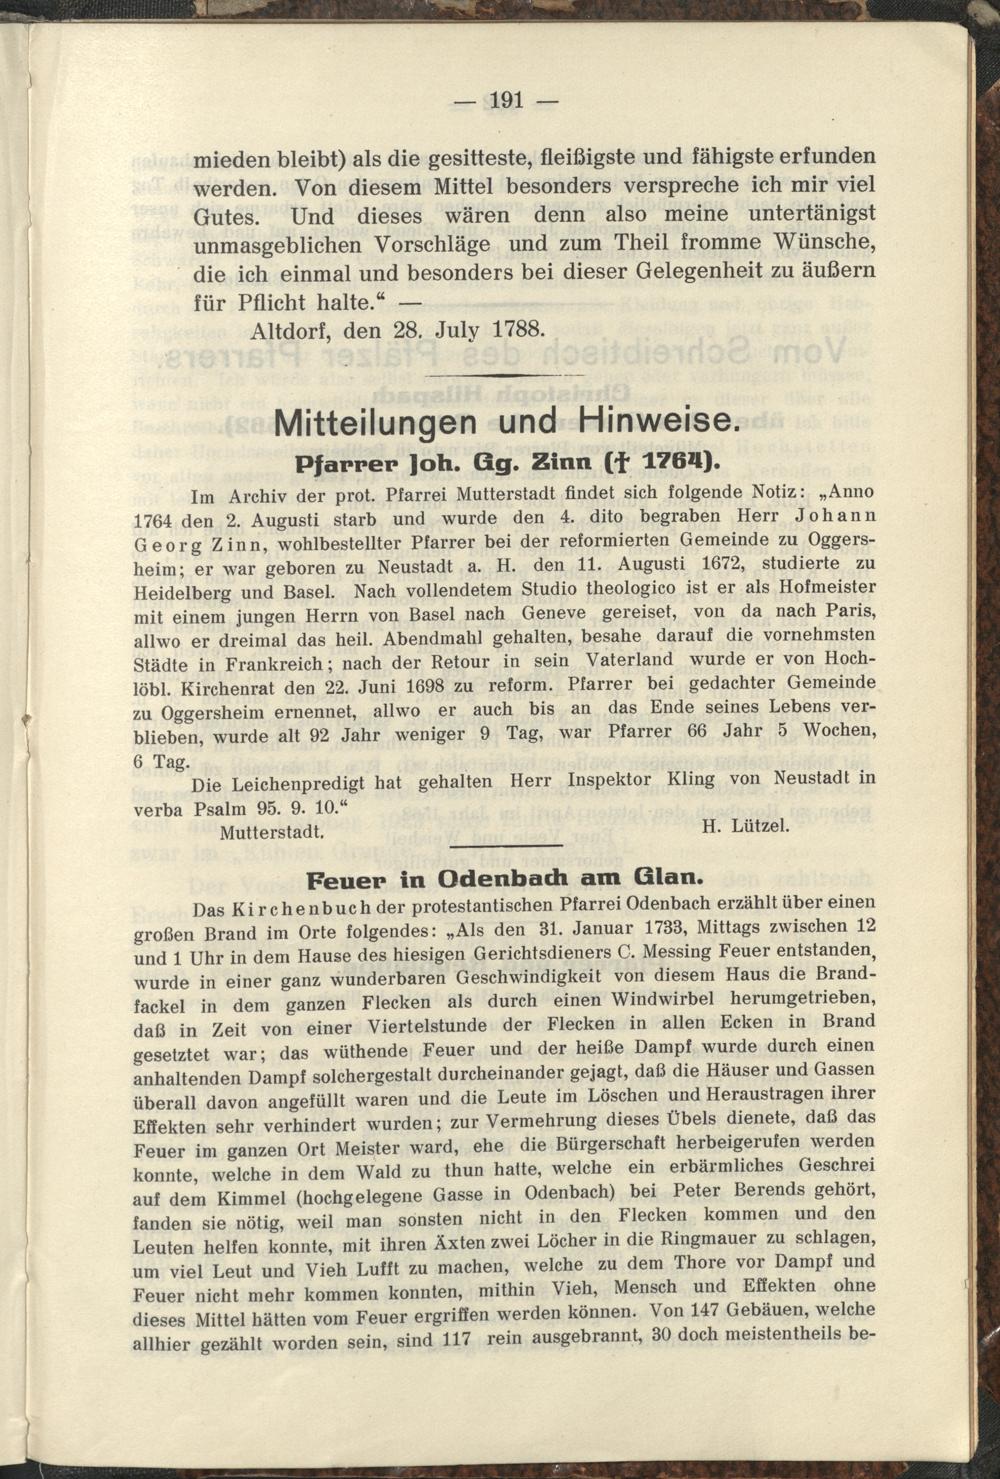 — 191 —
mieden bleibt) als die gesitteste, fleißigste und fähigste erfunden
werden. Von diesem Mittel besonders verspreche ich mir viel
Gutes. Und dieses wären denn also meine untertänigst
unmasgeblichen Vorschläge und zum Theil fromme Wünsche,
die ich einmal und besonders bei dieser Gelegenheit zu äußern
für Pflicht halte.“ —
Altdorf, den 28. July 1788.
Mitteilungen und Hinweise.
Pfarrer Joh. Gg. Zinn († 1764).
Im Archiv der prot. Pfarrei Mutterstadt findet sich folgende Notiz: „Anno
1764 den 2. Augusti starb und wurde den 4. dito begraben Herr Johann
Georg Zinn, wohlbestellter Pfarrer bei der reformierten Gemeinde zu Oggers-
heim; er war geboren zu Neustadt a. H. den 11. Augusti 1672, studierte zu
Heidelberg und Basel. Nach vollendetem Studio theologico ist er als Hofmeister
mit einem jungen Herrn von Basel nach Geneve gereiset, von da nach Paris,
allwo er dreimal das heil. Abendmahl gehalten, besahe darauf die vornehmsten
Städte in Frankreich; nach der Retour in sein Vaterland wurde er von Hoch-
löbl. Kirchenrat den 22. Juni 1698 zu reform. Pfarrer bei gedachter Gemeinde
zu Oggersheim ernennet, allwo er auch bis an das Ende seines Lebens ver-
blieben, wurde alt 92 Jahr weniger 9 Tag, war Pfarrer 66 Jahr 5 Wochen,
6 Tag.
Die Leichenpredigt hat gehalten Herr Inspektor Kling von Neustadt in
verba Psalm 95. 9. 10.“
Mutterstadt. H. Lützel.
Feuer in Odenbach am Glan.
Das Kirchenbuch der protestantischen Pfarrei Odenbach erzählt über einen
großen Brand im Orte folgendes: „Als den 31. Januar 1733, Mittags zwischen 12
und 1 Uhr in dem Hause des hiesigen Gerichtsdieners C. Messing Feuer entstanden,
wurde in einer ganz wunderbaren Geschwindigkeit von diesem Haus die Brand-
fackel in dem ganzen Flecken als durch einen Windwirbel herumgetrieben,
daß in Zeit von einer Viertelstunde der Flecken in allen Ecken in Brand
gesetztet war; das wüthende Feuer und der heiße Dampf wurde durch einen
anhaltenden Dampf solchergestalt durcheinander gejagt, daß die Häuser und Gassen
überall davon angefüllt waren und die Leute im Löschen und Heraustragen ihrer
Effekten sehr verhindert wurden; zur Vermehrung dieses Übels dienete, daß das
Feuer im ganzen Ort Meister ward, ehe die Bürgerschaft herbeigerufen werden
konnte, welche in dem Wald zu thun hatte, welche ein erbärmliches Geschrei
auf dem Kimmel (hochgelegene Gasse in Odenbach) bei Peter Berends gehört,
fanden sie nötig, weil man sonsten nicht in den Flecken kommen und den
Leuten helfen konnte, mit ihren Äxten zwei Löcher in die Ringmauer zu schlagen,
um viel Leut und Vieh Lufft zu machen, welche zu dem Thore vor Dampf und
Feuer nicht mehr kommen konnten, mithin Vieh, Mensch und Effekten ohne
dieses Mittel hätten vom Feuer ergriffen werden können. Von 147 Gebäuen, welche
allhier gezählt worden sein, sind 117 rein ausgebrannt, 30 doch meistentheils be-